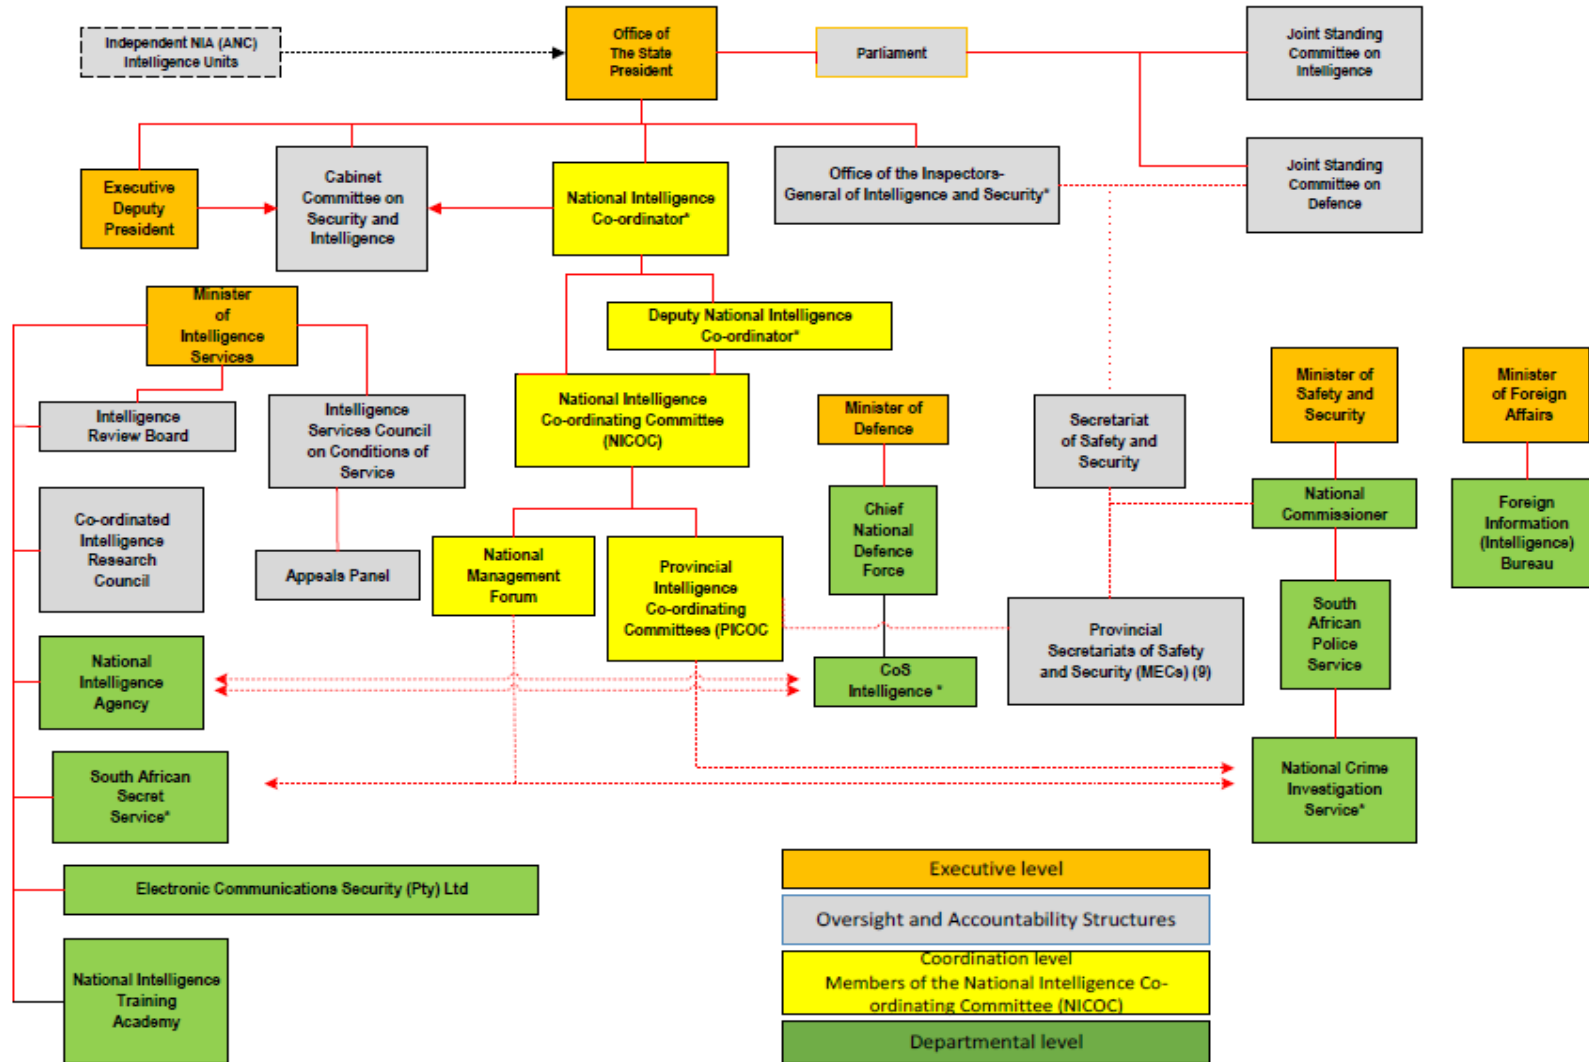 Independent NIA (ANC)
Intelligence Units
Office of
The State
President
Parliament
Joint Standing
Committee on
Intelligence
Executive
Deputy
President
Cabinet
Committee on
Security and
Intelligence
National Intelligence
Co-ordinator*
Office of the Inspectors-
General of Intelligence and Security*
Joint Standing
Committee on
Defence
Minister
of
Intelligence
Services
Deputy National Intelligence
Co-ordinator*
Intelligence
Review Board
Intelligence
Services Council
on Conditions of
Service
National Intelligence
Co-ordinating Committee
(NICOC)
Minister of
Defence
Secretariat
of Safety and
Security
Minister of
Safety and
Security
Minister
of Foreign
Affairs
Co-ordinated
Intelligence
Research
Council
Appeals Panel
National
Management
Forum
Provincial
Intelligence
Co-ordinating
Committees (PICOC
Chief
National
Defence
Force
National
Commissioner
Foreign
Information
(Intelligence)
Bureau
National
Intelligence
Agency
CoS
Intelligence *
Provincial
Secretariats of Safety
and Security (MECs) (9)
South
African
Police
Service
South African
Secret
Service*
National Crime
Investigation
Service*
Electronic Communications Security (Pty) Ltd
National Intelligence
Training
Academy
Executive level
Oversight and Accountability Structures
Coordination level
Members of the National Intelligence Co-
ordinating Committee (NICOC)
Departmental level